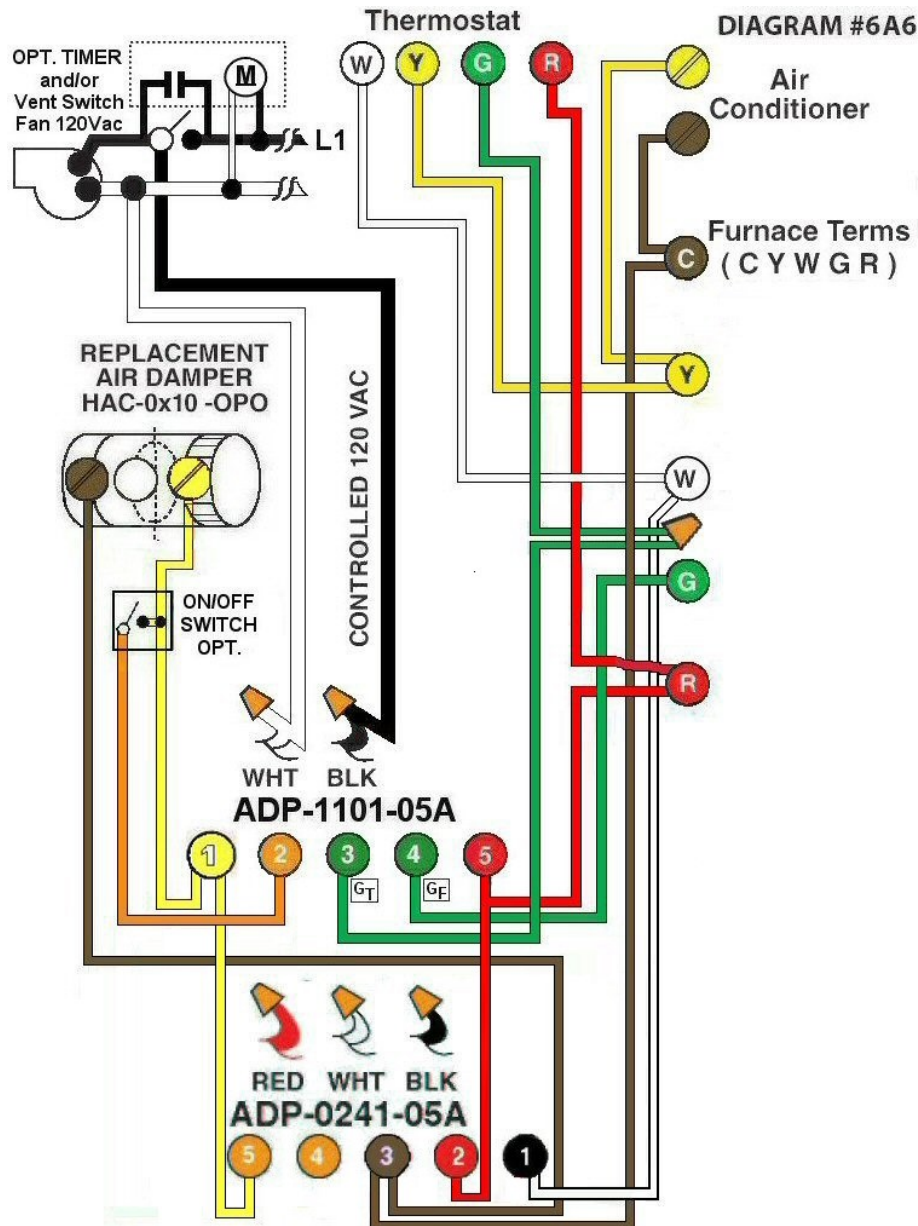 Thermostat
DIAGRAM #6A6
OPT. TIMER
and/or
Vent Switch
Fan 120Vac
M
L1
W Y G R
Air
Conditioner
C
Furnace Terms
( C Y W G R )
Y
REPLACEMENT
AIR DAMPER
HAC-0x10 -OPO
CONTROLLED 120 VAC
W
G
R
ON/OFF
SWITCH
OPT.
WHT BLK
ADP-1101-05A
1 2 3 4 5
GT GF
RED WHT BLK
ADP-0241-05A
5 4 3 2 1